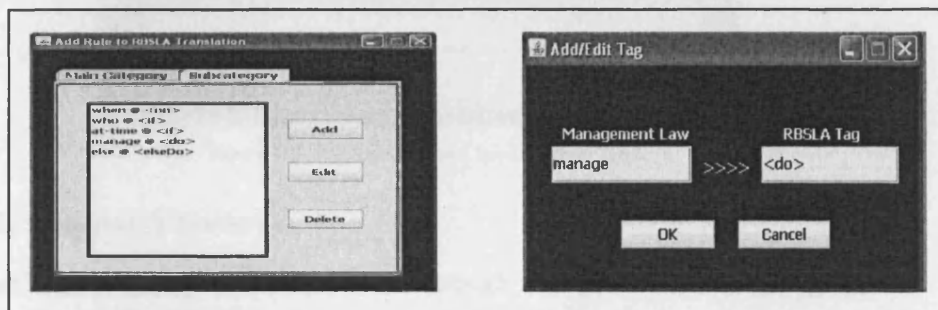 Add Rule to RBSLA Translation
Main Category Subcategory
when @ <on>
who @ <if>
at-time @ <if>
manage @ <do>
else @ <elseDo>
Add
Edit
Delete
Add/Edit Tag
Management Law RBSLA Tag
manage >>>> <do>
OK Cancel